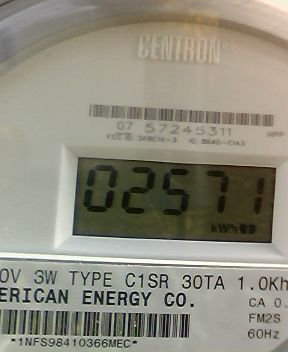 CENTRON®
07 57245311
HPP
02571
kWh
0V 3W TYPE C1SR 30TA 1.0Kh
ERICAN ENERGY CO.
CA 0.
FM2S
60Hz
*1NFS98410366MEC*